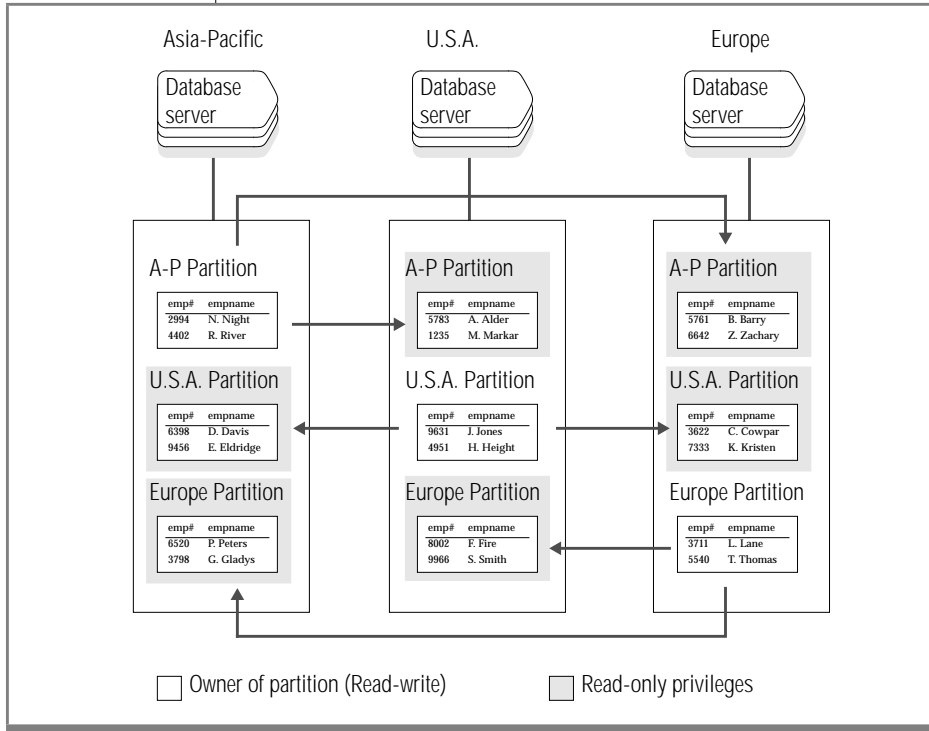 Asia-Pacific
U.S.A.
Europe
Database
server
Database
server
Database
server
A-P Partition
emp# empname
2994 N. Night
4402 R. River
U.S.A. Partition
emp# empname
6398 D. Davis
9456 E. Eldridge
Europe Partition
emp# empname
6520 P. Peters
3798 G. Gladys
A-P Partition
emp# empname
5783 A. Alder
1235 M. Markar
U.S.A. Partition
emp# empname
9631 J. Jones
4951 H. Height
Europe Partition
emp# empname
8002 F. Fire
9966 S. Smith
A-P Partition
emp# empname
5761 B. Barry
6642 Z. Zachary
U.S.A. Partition
emp# empname
3622 C. Cowpar
7333 K. Kristen
Europe Partition
emp# empname
3711 L. Lane
5540 T. Thomas
Owner of partition (Read-write)
Read-only privileges